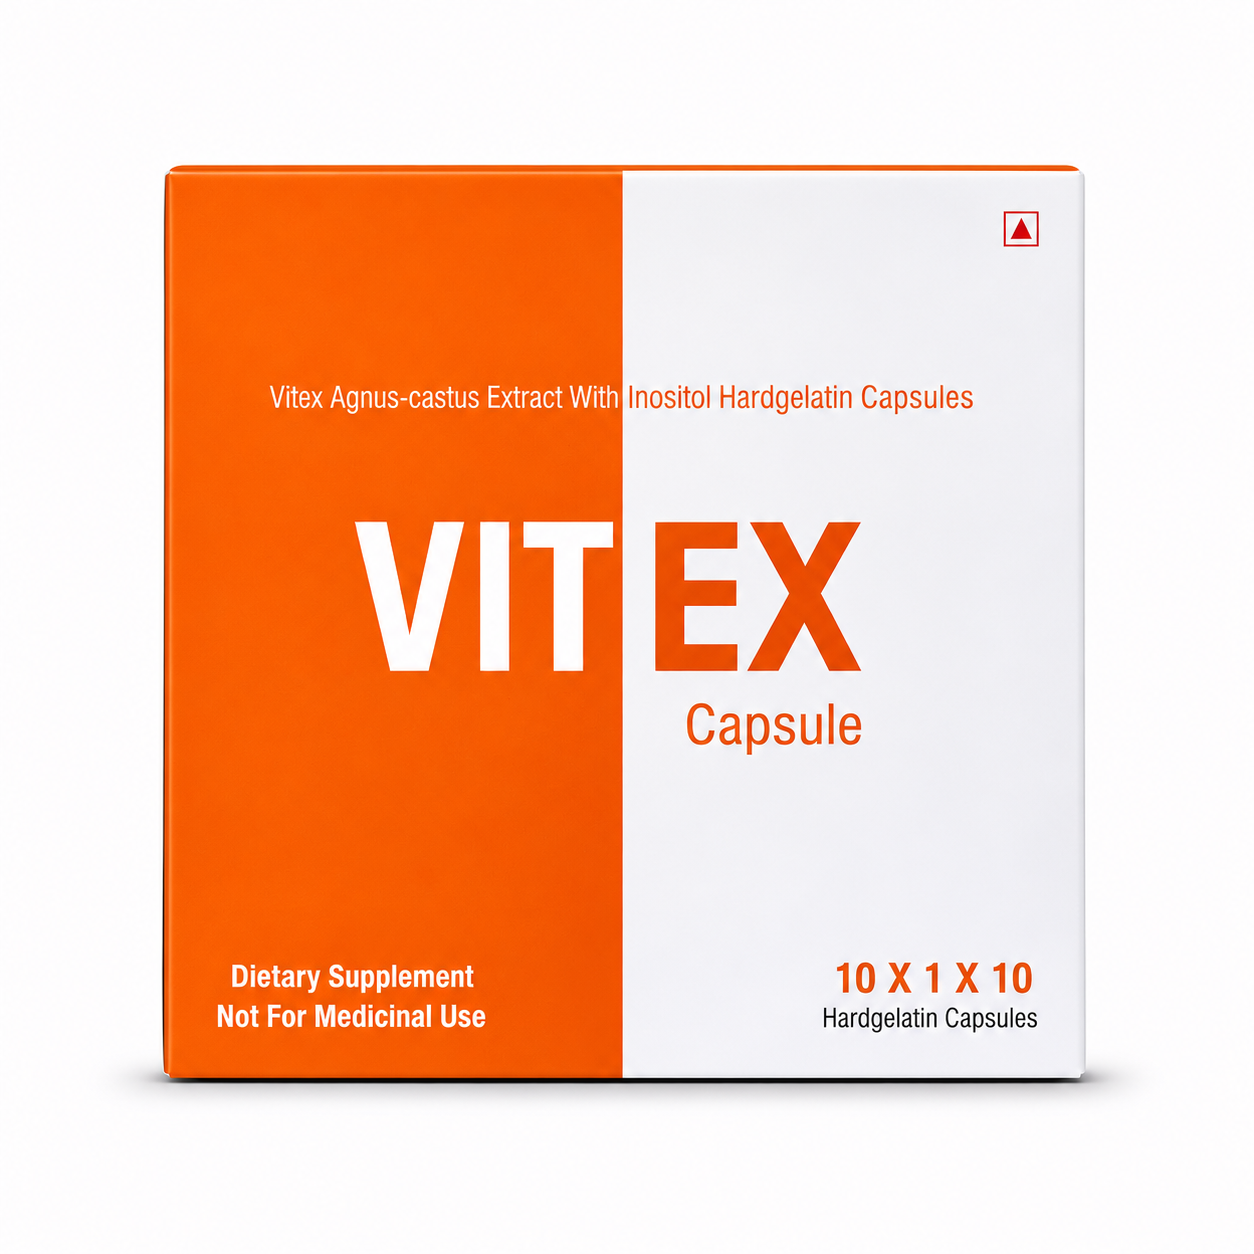 Vitex Agnus-castus Extract With Inositol Hardgelatin Capsules
VITEX
Capsule
Dietary Supplement
Not For Medicinal Use
10 X 1 X 10
Hardgelatin Capsules